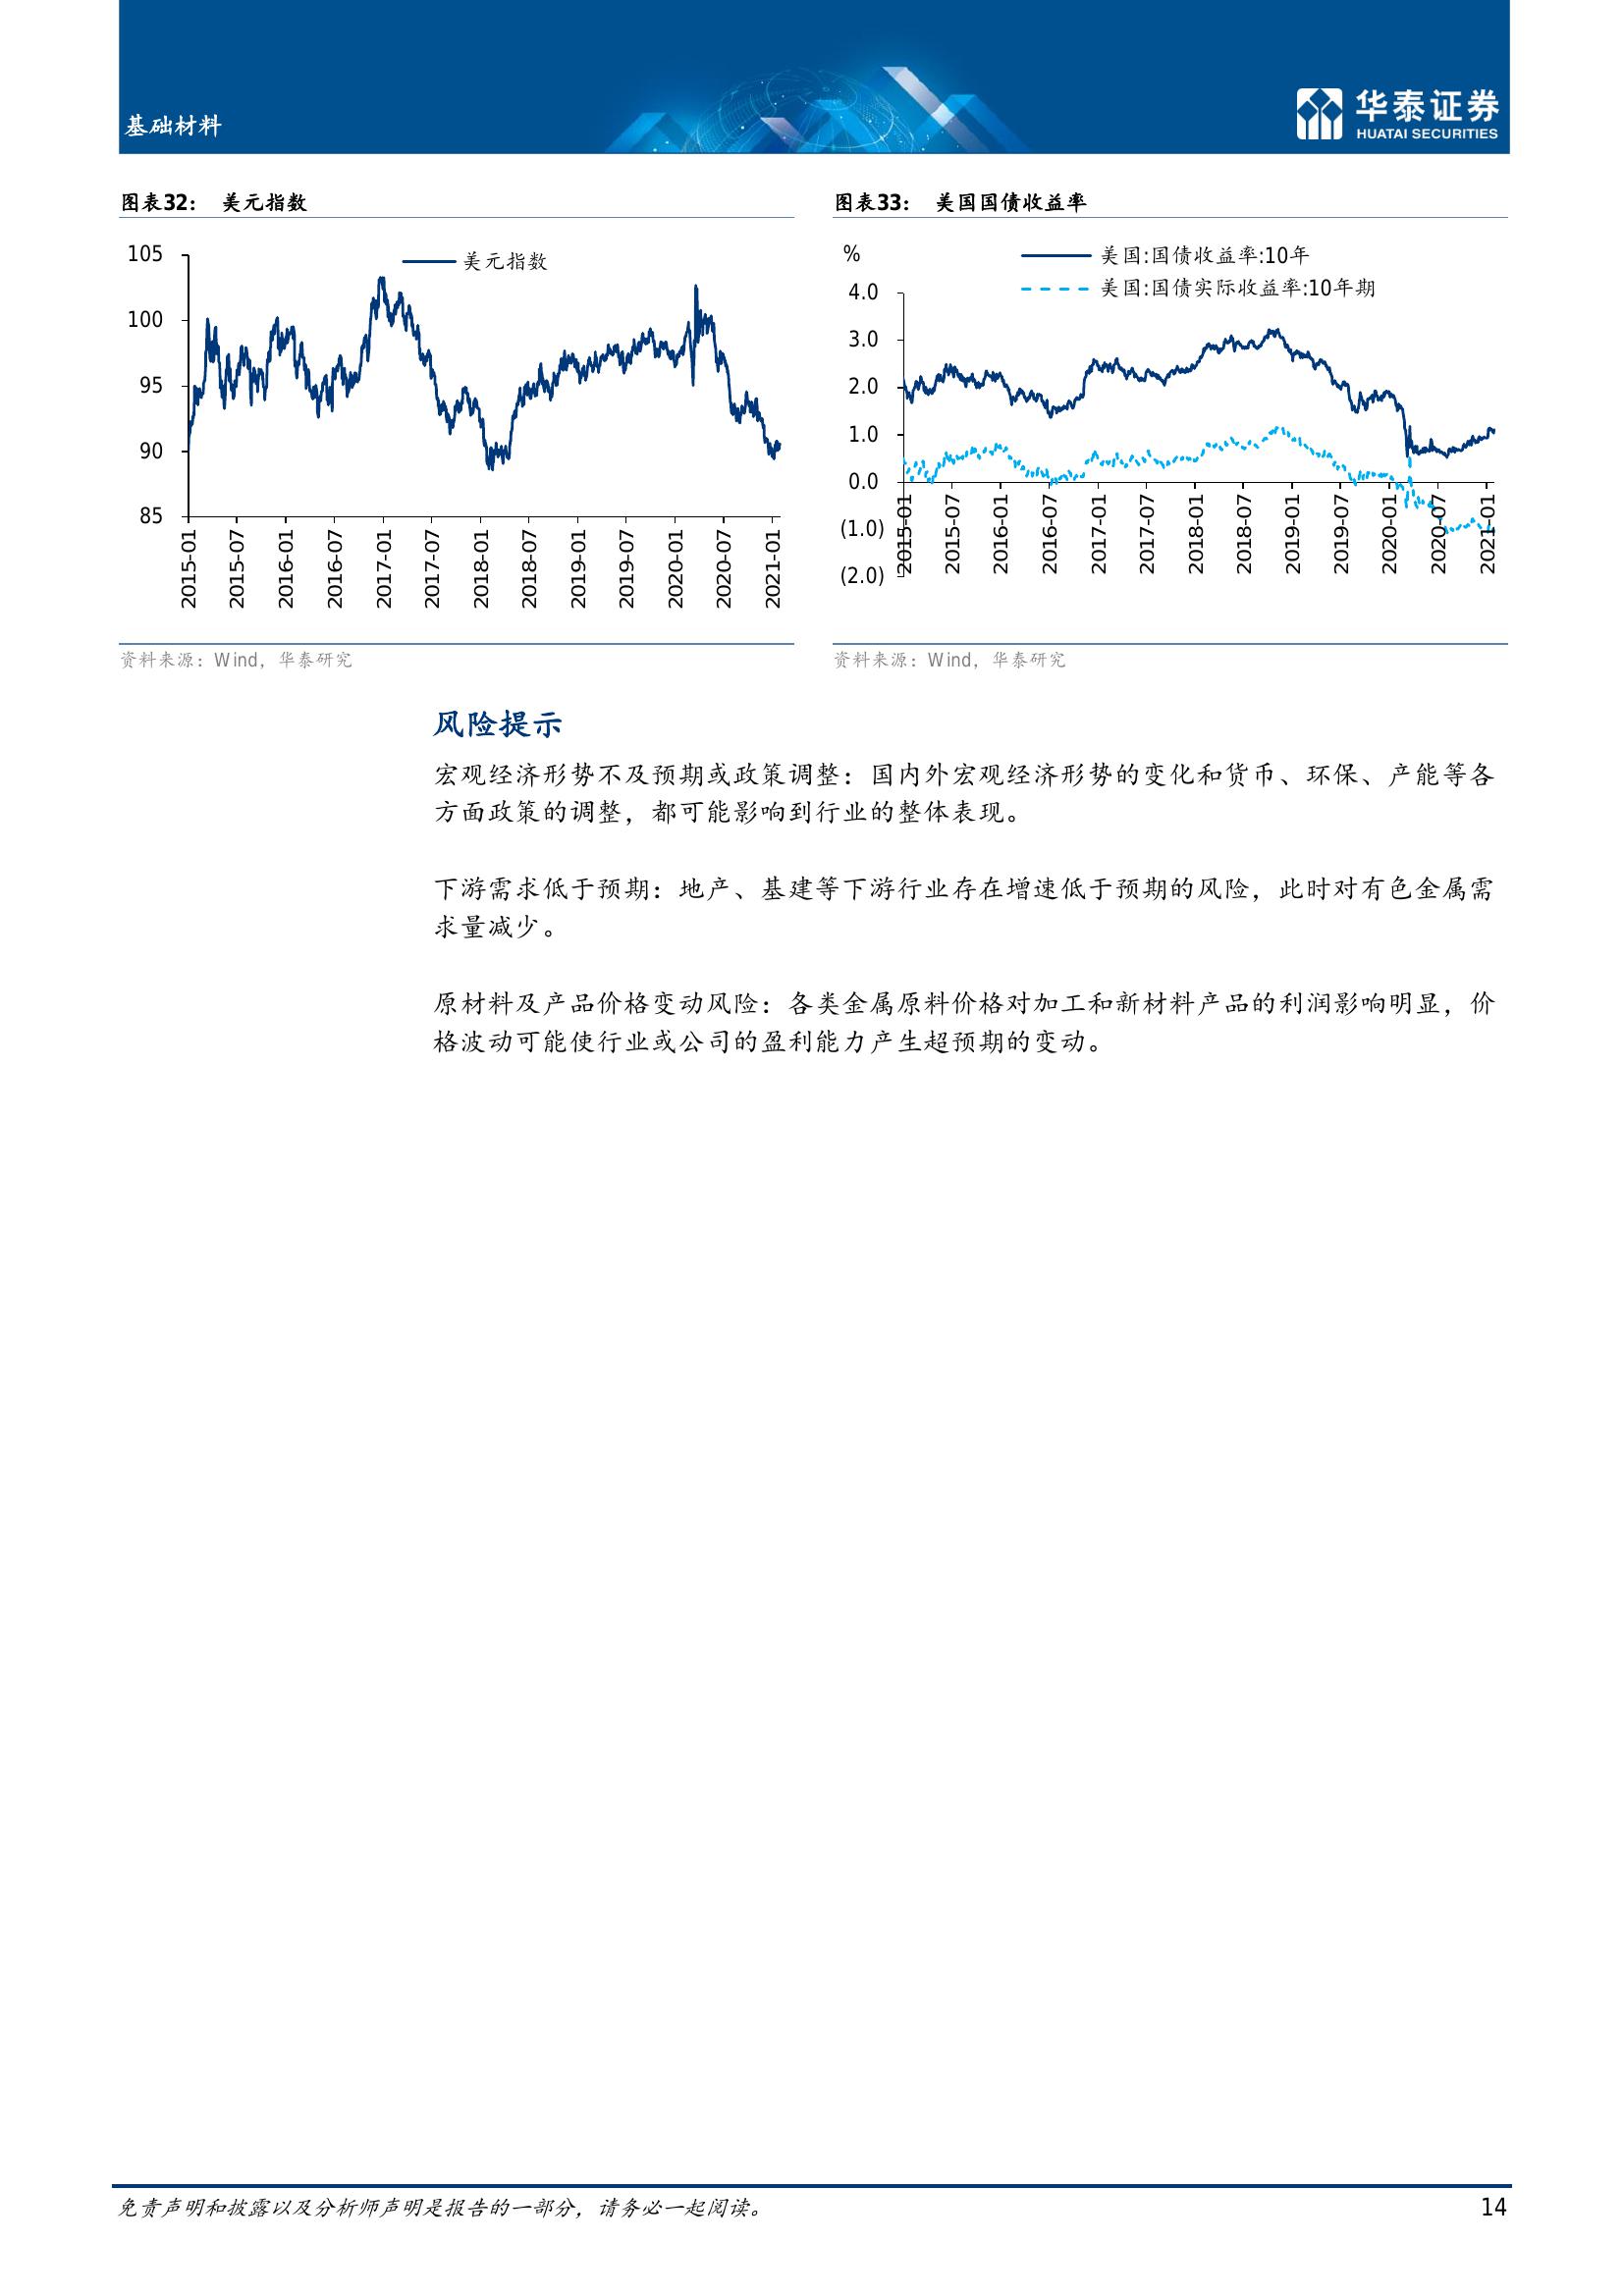 基础材料
华泰证券
HUATAI SECURITIES
图表32： 美元指数
105
100
95
90
85
美元指数
2015-01
2015-07
2016-01
2016-07
2017-01
2017-07
2018-01
2018-07
2019-01
2019-07
2020-01
2020-07
2021-01
资料来源：Wind，华泰研究
图表33： 美国国债收益率
%
美国:国债收益率:10年
美国:国债实际收益率:10年期
4.0
3.0
2.0
1.0
0.0
(1.0)
(2.0)
2015-01
2015-07
2016-01
2016-07
2017-01
2017-07
2018-01
2018-07
2019-01
2019-07
2020-01
2020-07
2021-01
资料来源：Wind，华泰研究
风险提示
宏观经济形势不及预期或政策调整：国内外宏观经济形势的变化和货币、环保、产能等各
方面政策的调整，都可能影响到行业的整体表现。
下游需求低于预期：地产、基建等下游行业存在增速低于预期的风险，此时对有色金属需
求量减少。
原材料及产品价格变动风险：各类金属原料价格对加工和新材料产品的利润影响明显，价
格波动可能使行业或公司的盈利能力产生超预期的变动。
免责声明和披露以及分析师声明是报告的一部分，请务必一起阅读。
14